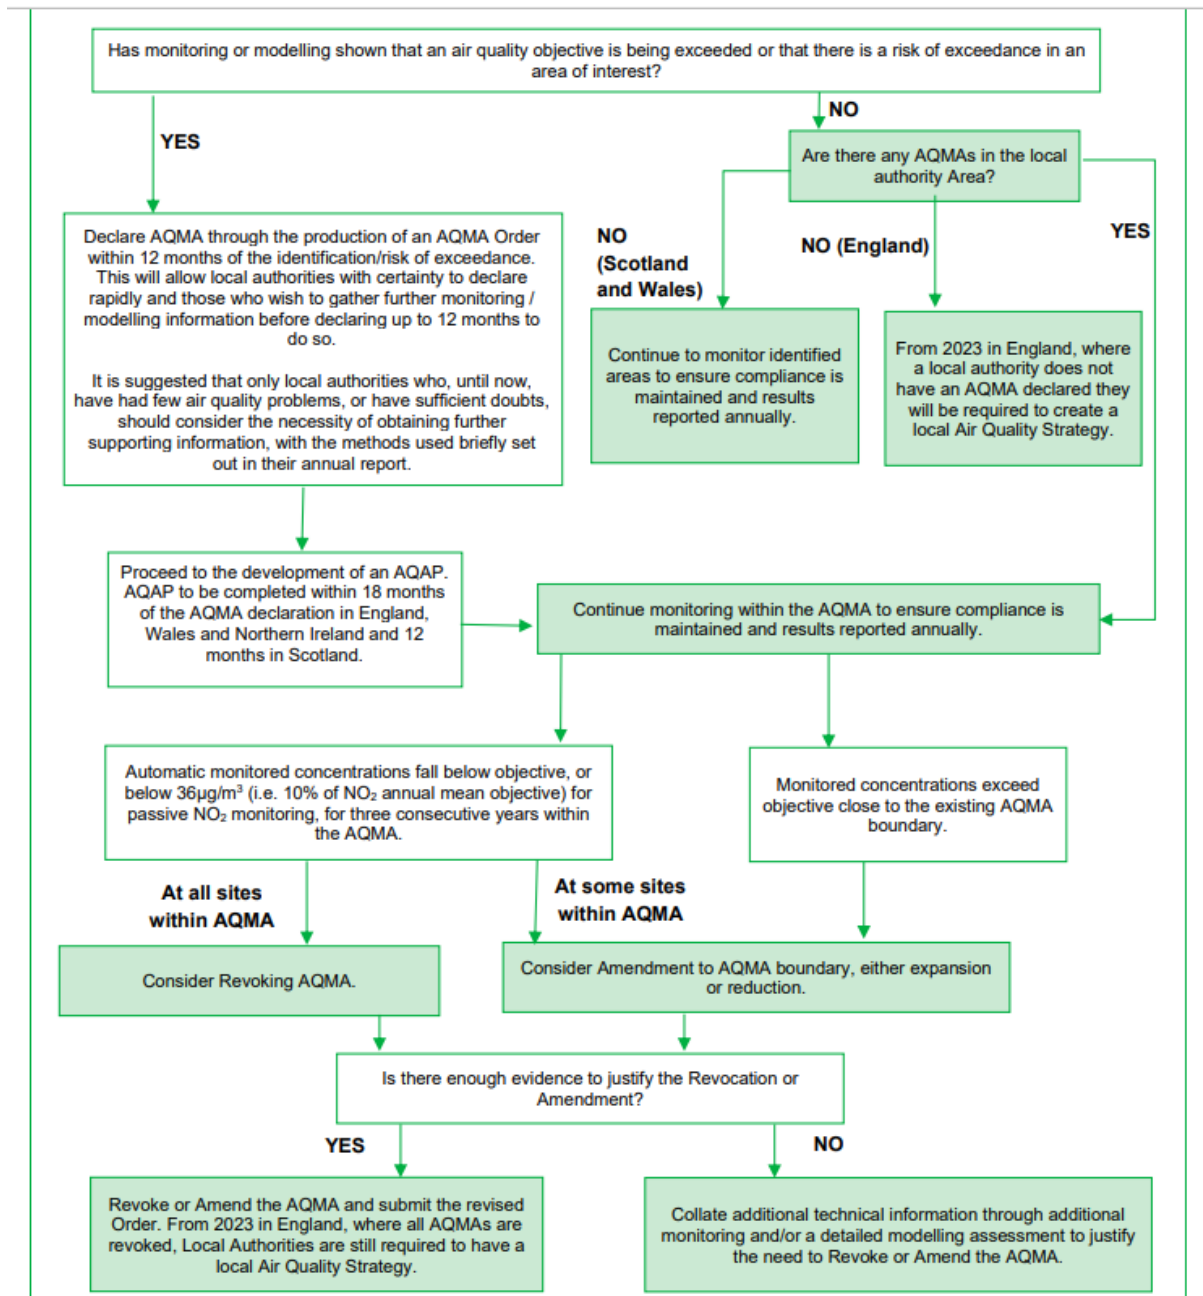 Has monitoring or modelling shown that an air quality objective is being exceeded or that there is a risk of exceedance in an
area of interest?
YES
NO
Are there any AQMAs in the local
authority Area?
NO
(Scotland
and Wales)
NO (England)
YES
Declare AQMA through the production of an AQMA Order
within 12 months of the identification/risk of exceedance.
This will allow local authorities with certainty to declare
rapidly and those who wish to gather further monitoring /
modelling information before declaring up to 12 months to
do so.
It is suggested that only local authorities who, until now,
have had few air quality problems, or have sufficient doubts,
should consider the necessity of obtaining further
supporting information, with the methods used briefly set
out in their annual report.
Continue to monitor identified
areas to ensure compliance is
maintained and results
reported annually.
From 2023 in England, where
a local authority does not
have an AQMA declared they
will be required to create a
local Air Quality Strategy.
Proceed to the development of an AQAP.
AQAP to be completed within 18 months
of the AQMA declaration in England,
Wales and Northern Ireland and 12
months in Scotland.
Continue monitoring within the AQMA to ensure compliance is
maintained and results reported annually.
Automatic monitored concentrations fall below objective, or
below 36µg/m³ (i.e. 10% of NO₂ annual mean objective) for
passive NO₂ monitoring, for three consecutive years within
the AQMA.
Monitored concentrations exceed
objective close to the existing AQMA
boundary.
At all sites
within AQMA
At some sites
within AQMA
Consider Revoking AQMA.
Consider Amendment to AQMA boundary, either expansion
or reduction.
Is there enough evidence to justify the Revocation or
Amendment?
YES
NO
Revoke or Amend the AQMA and submit the revised
Order. From 2023 in England, where all AQMAs are
revoked, Local Authorities are still required to have a
local Air Quality Strategy.
Collate additional technical information through additional
monitoring and/or a detailed modelling assessment to justify
the need to Revoke or Amend the AQMA.